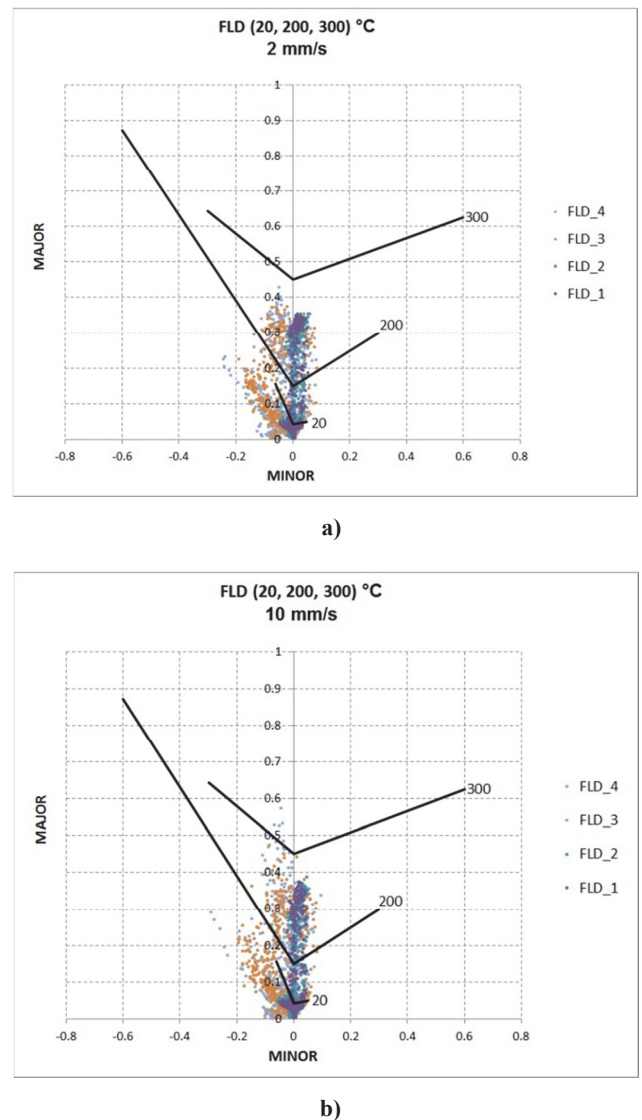 FLD (20, 200, 300) °C
2 mm/s
1
0.9
0.8
0.7
0.6
0.5
0.4
0.3
0.2
0.1
0
300
200
20
MAJOR
FLD_4
FLD_3
FLD_2
FLD_1
-0.8 -0.6 -0.4 -0.2 0 0.2 0.4 0.6 0.8
MINOR
a)
FLD (20, 200, 300) °C
10 mm/s
1
0.9
0.8
0.7
0.6
0.5
0.4
0.3
0.2
0.1
0
300
200
20
MAJOR
FLD_4
FLD_3
FLD_2
FLD_1
-0.8 -0.6 -0.4 -0.2 0 0.2 0.4 0.6 0.8
MINOR
b)